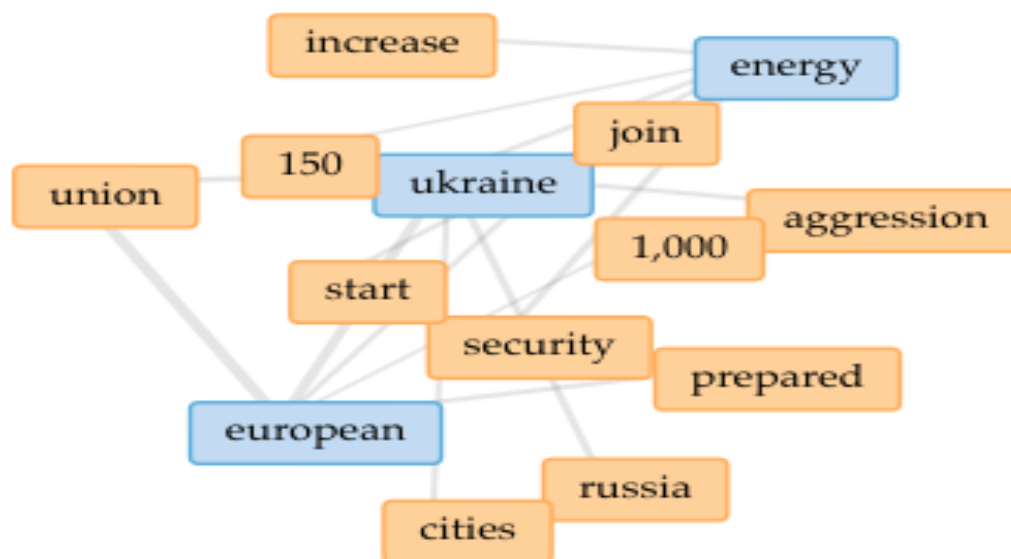 increase
energy
join
150
ukraine
union
aggression
1,000
start
security
prepared
european
russia
cities